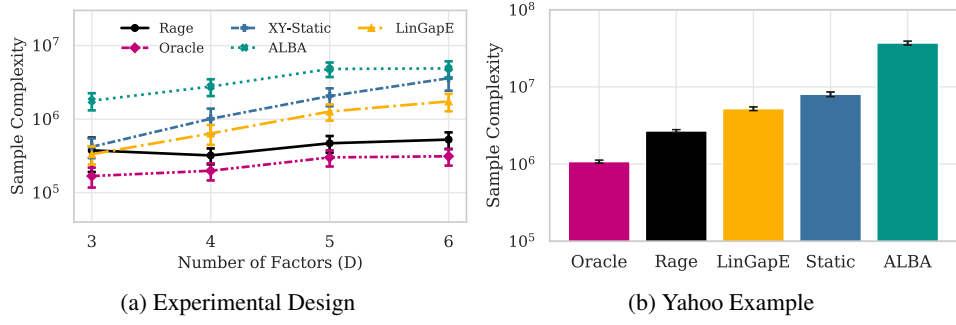 Rage
Oracle
XY-Static
ALBA
LinGapE
Sample Complexity
10^7
10^6
10^5
3 4 5 6
Number of Factors (D)
(a) Experimental Design
Sample Complexity
10^8
10^7
10^6
10^5
Oracle Rage LinGapE Static ALBA
(b) Yahoo Example